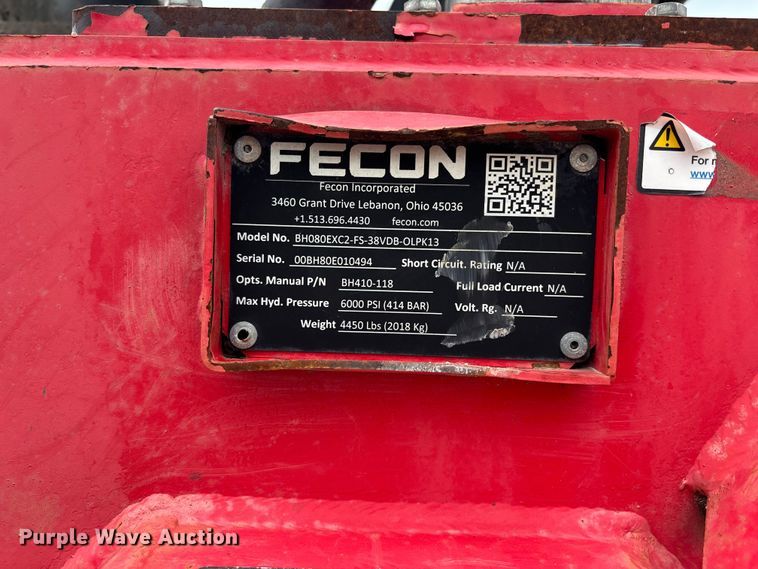 FECON
Fecon Incorporated
3460 Grant Drive Lebanon, Ohio 45036
+1.513.696.4430 fecon.com
Model No. BH080EXC2-FS-38VDB-OLPK13
Serial No. 00BH80E010494 Short Circuit. Rating N/A
Opts. Manual P/N BH410-118 Full Load Current N/A
Max Hyd. Pressure 6000 PSI (414 BAR) Volt. Rg. N/A
Weight 4450 Lbs (2018 Kg)
For
www.
Purple Wave Auction